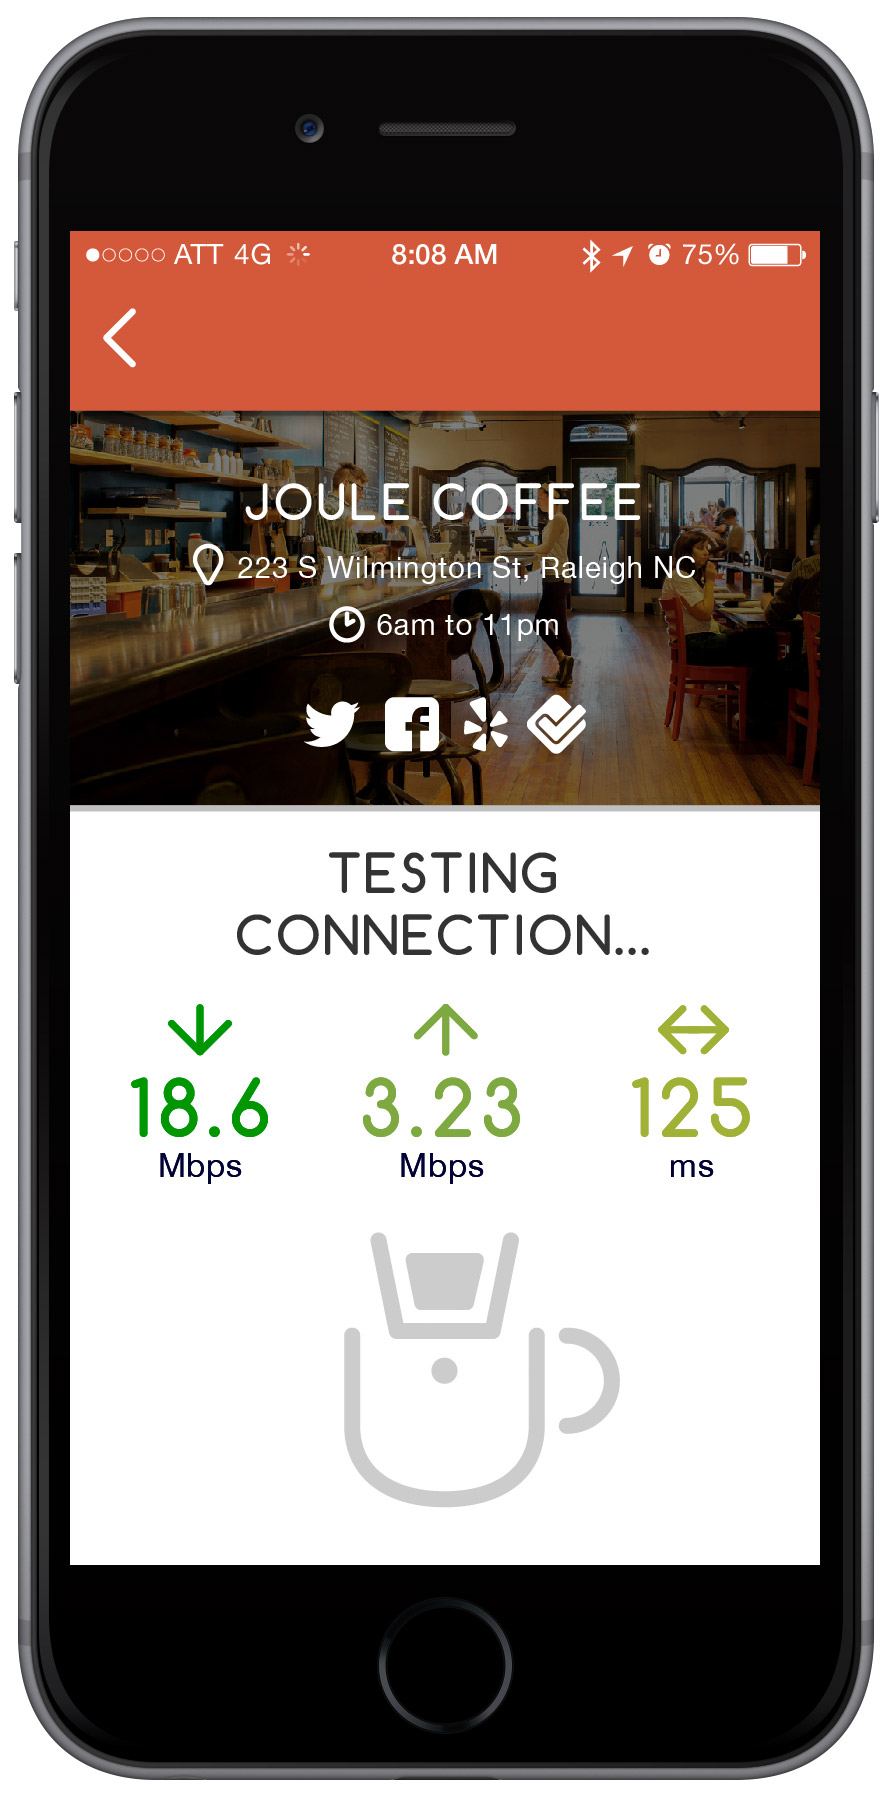 ATT 4G 8:08 AM 75%
JOULE COFFEE
223 S Wilmington St, Raleigh NC
6am to 11pm
TESTING
CONNECTION...
18.6 3.23 125
Mbps Mbps ms